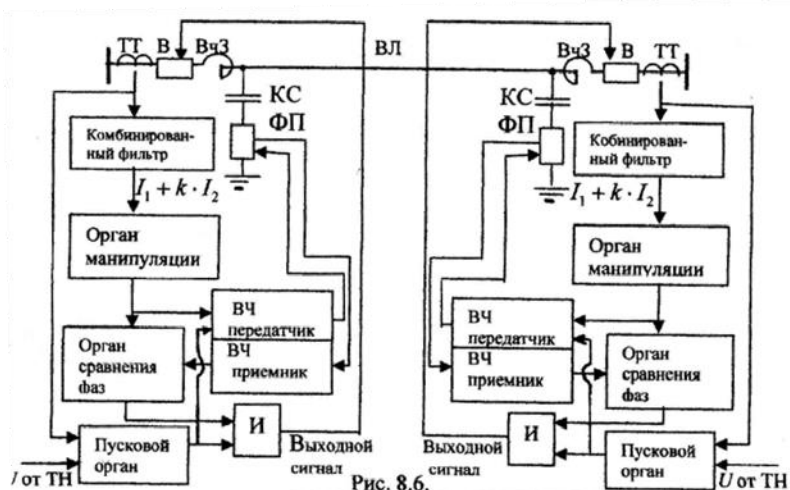 ТТ В ВчЗ ВЛ ВчЗ В ТТ
КС
ФП
КС
ФП
Комбинирован-
ный фильтр
Кобинирован-
ный фильтр
I₁ + k · I₂
I₁ + k · I₂
Орган
манипуляции
Орган
манипуляции
ВЧ
передатчик
ВЧ
приемник
ВЧ
передатчик
ВЧ
приемник
Орган
сравнения
фаз
Орган
сравнения
фаз
И
И
Выходной
сигнал
Выходной
сигнал
Пусковой
орган
Пусковой
орган
U от ТН
U от ТН
Рис. 8.6.